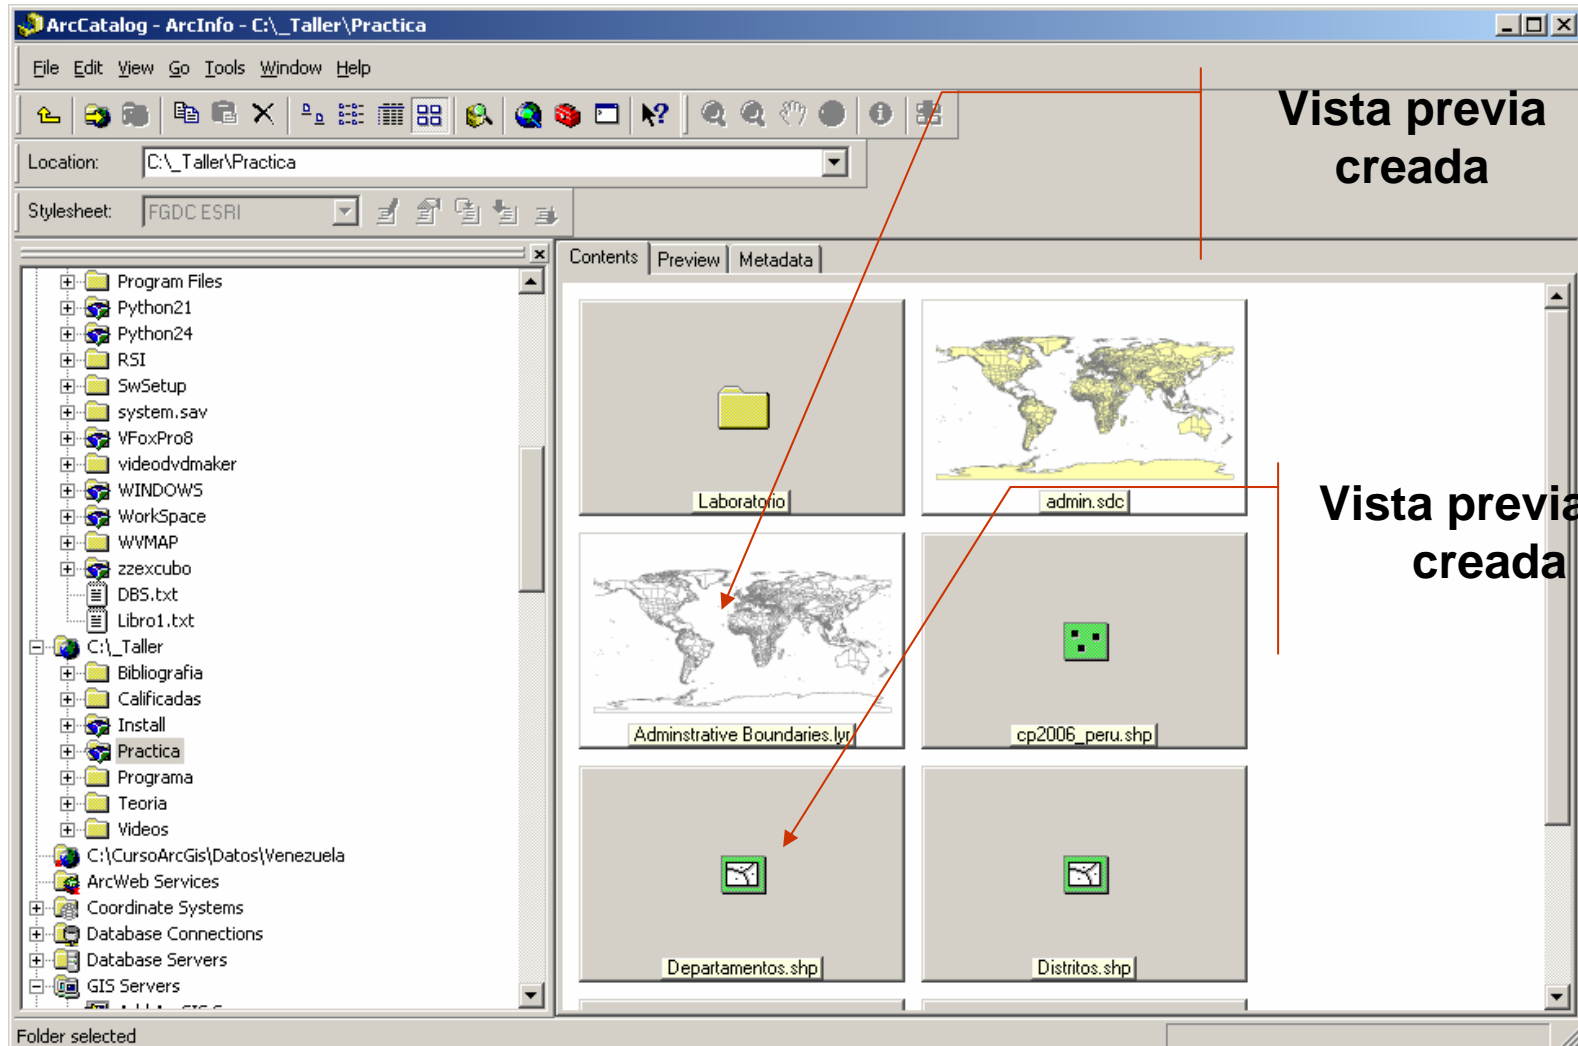 ArcCatalog - ArcInfo - C:\_Taller\Practica
File Edit View Go Tools Window Help
Location: C:\_Taller\Practica
Stylesheet: FGDC ESRI
Vista previa
creada
Contents Preview Metadata
Program Files
Python21
Python24
RSI
SwSetup
system.sav
VFoxPro8
videodvdmaker
WINDOWS
WorkSpace
WVMAP
zzexcubo
DBS.txt
Libro1.txt
C:\_Taller
Bibliografia
Calificadas
Install
Practica
Programa
Teoria
Videos
C:\CursoArcGis\Datos\Venezuela
ArcWeb Services
Coordinate Systems
Database Connections
Database Servers
GIS Servers
Laboratorio
admin.sdc
Adminstrative Boundaries.lyr
cp2006_peru.shp
Departamentos.shp
Distritos.shp
Vista previa
creada
Folder selected